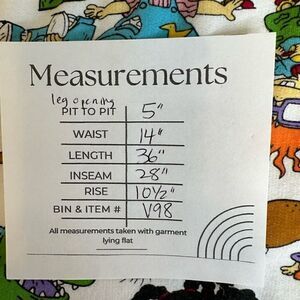 Measurements
leg opening
PIT TO PIT 5"
WAIST 14"
LENGTH 36"
INSEAM 28"
RISE 10 1/2"
BIN & ITEM # V98
All measurements taken with garment
lying flat